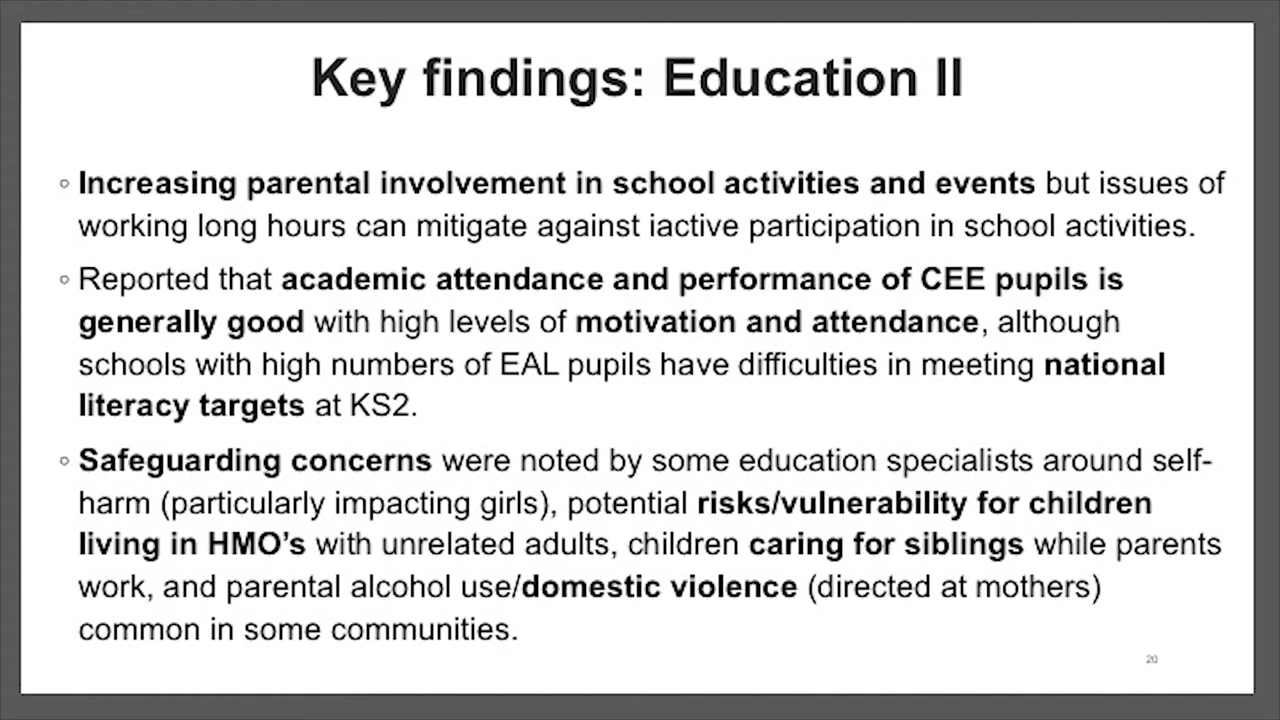 Key findings: Education II
◦ Increasing parental involvement in school activities and events but issues of
working long hours can mitigate against iactive participation in school activities.
◦ Reported that academic attendance and performance of CEE pupils is
generally good with high levels of motivation and attendance, although
schools with high numbers of EAL pupils have difficulties in meeting national
literacy targets at KS2.
◦ Safeguarding concerns were noted by some education specialists around self-
harm (particularly impacting girls), potential risks/vulnerability for children
living in HMO’s with unrelated adults, children caring for siblings while parents
work, and parental alcohol use/domestic violence (directed at mothers)
common in some communities.
20